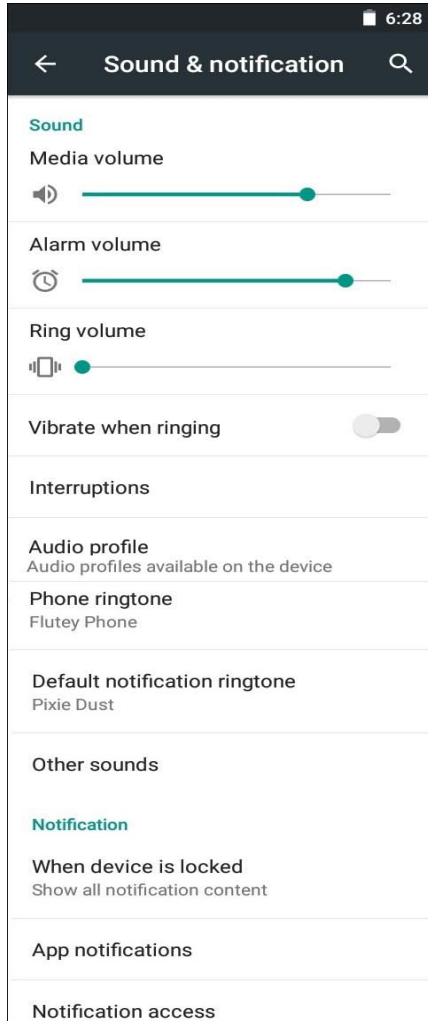 6:28
Sound & notification
Sound
Media volume
Alarm volume
Ring volume
Vibrate when ringing
Interruptions
Audio profile
Audio profiles available on the device
Phone ringtone
Flutey Phone
Default notification ringtone
Pixie Dust
Other sounds
Notification
When device is locked
Show all notification content
App notifications
Notification access